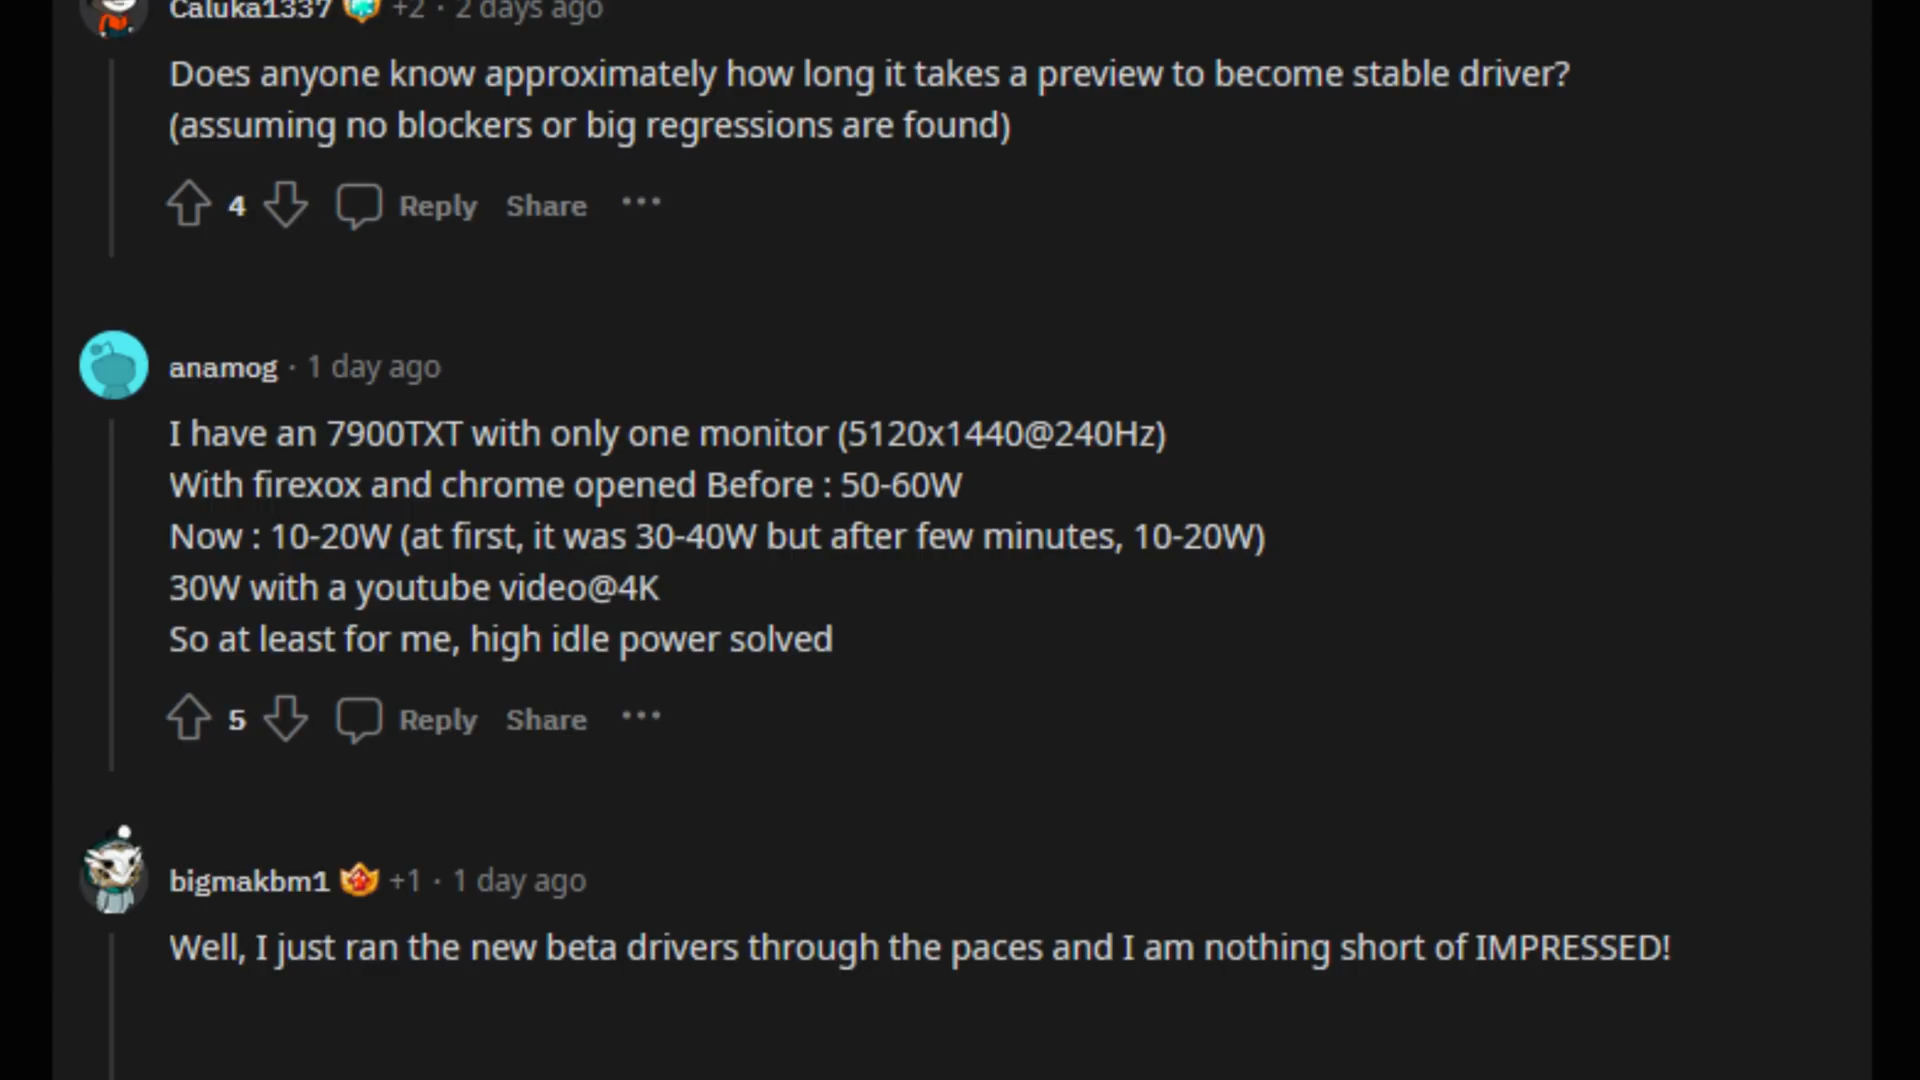 Caluka1337 +2 · 2 days ago
Does anyone know approximately how long it takes a preview to become stable driver?
(assuming no blockers or big regressions are found)
4 Reply Share ···
anamog · 1 day ago
I have an 7900TXT with only one monitor (5120x1440@240Hz)
With firexox and chrome opened Before : 50-60W
Now : 10-20W (at first, it was 30-40W but after few minutes, 10-20W)
30W with a youtube video@4K
So at least for me, high idle power solved
5 Reply Share ···
bigmakbm1 +1 · 1 day ago
Well, I just ran the new beta drivers through the paces and I am nothing short of IMPRESSED!